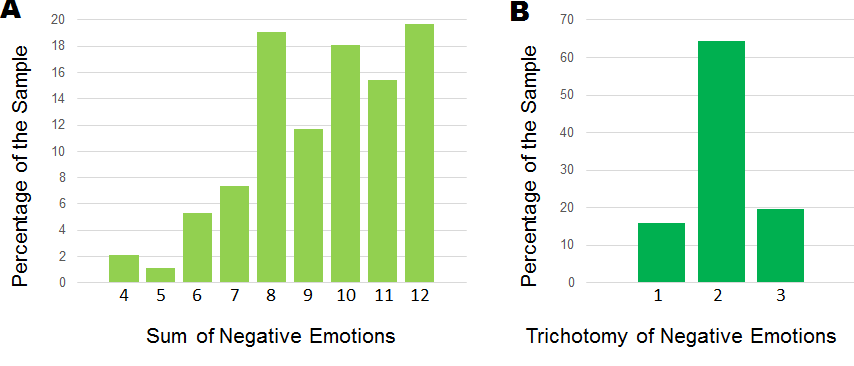 A
Percentage of the Sample
20
18
16
14
12
10
8
6
4
2
0
4 5 6 7 8 9 10 11 12
Sum of Negative Emotions
B
Percentage of the Sample
70
60
50
40
30
20
10
0
1 2 3
Trichotomy of Negative Emotions